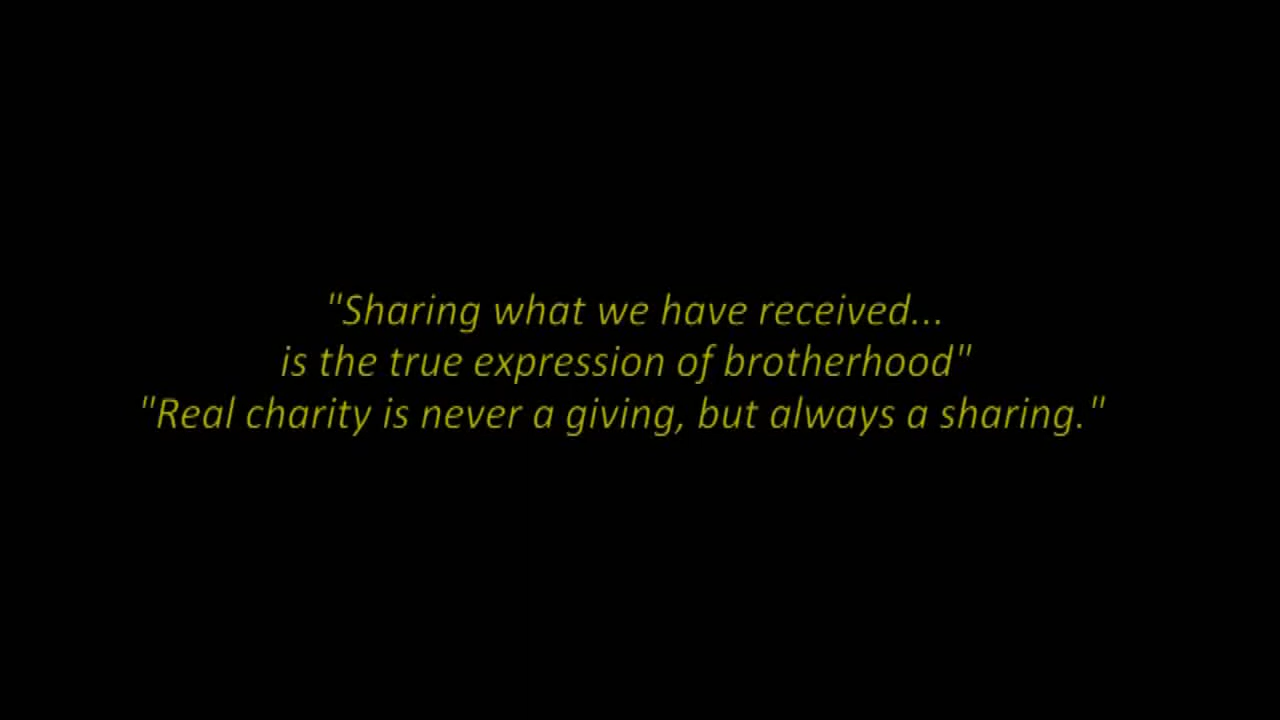 "Sharing what we have received...
is the true expression of brotherhood"
"Real charity is never a giving, but always a sharing."